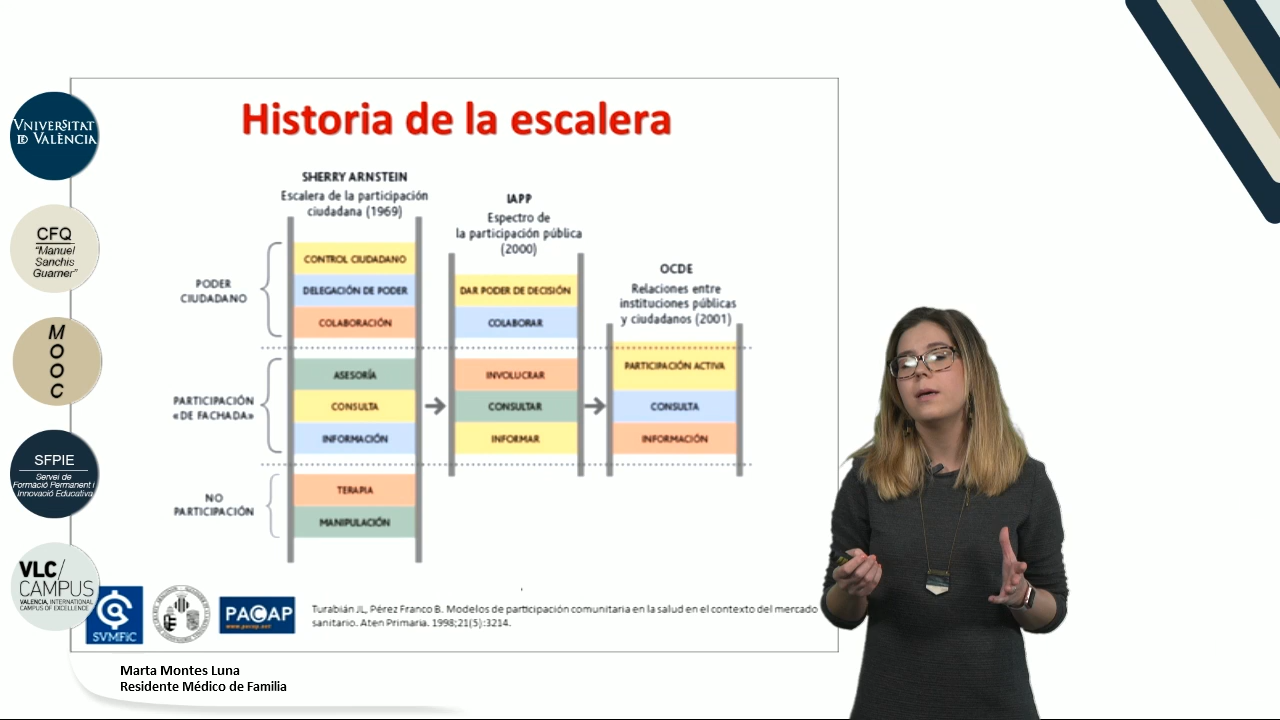 Historia de la escalera
SHERRY ARNSTEIN
Escalera de la participación
ciudadana (1969)
IAPP
Espectro de
la participación pública
(2000)
OCDE
Relaciones entre
instituciones públicas
y ciudadanos (2001)
PODER
CIUDADANO
CONTROL CIUDADANO
DELEGACIÓN DE PODER
COLABORACIÓN
DAR PODER DE DECISIÓN
COLABORAR
PARTICIPACIÓN
«DE FACHADA»
ASESORÍA
CONSULTA
INFORMACIÓN
INVOLUCRAR
CONSULTAR
INFORMAR
PARTICIPACIÓN ACTIVA
CONSULTA
INFORMACIÓN
NO
PARTICIPACIÓN
TERAPIA
MANIPULACIÓN
VNIVERSITAT
DE VALÈNCIA
CFQ
"Manuel
Sanchis
Guarner"
M
O
O
C
SFPIE
Servei de
Formació Permanent i
Innovació Educativa
VLC/
CAMPUS
VALENCIA, INTERNATIONAL
CAMPUS OF EXCELLENCE
SVMFiC
PACAP
www.pacap.net
Turabián JL, Pérez Franco B. Modelos de participación comunitaria en la salud en el contexto del mercado
sanitario. Aten Primaria. 1998;21(5):3214.
Marta Montes Luna
Residente Médico de Familia